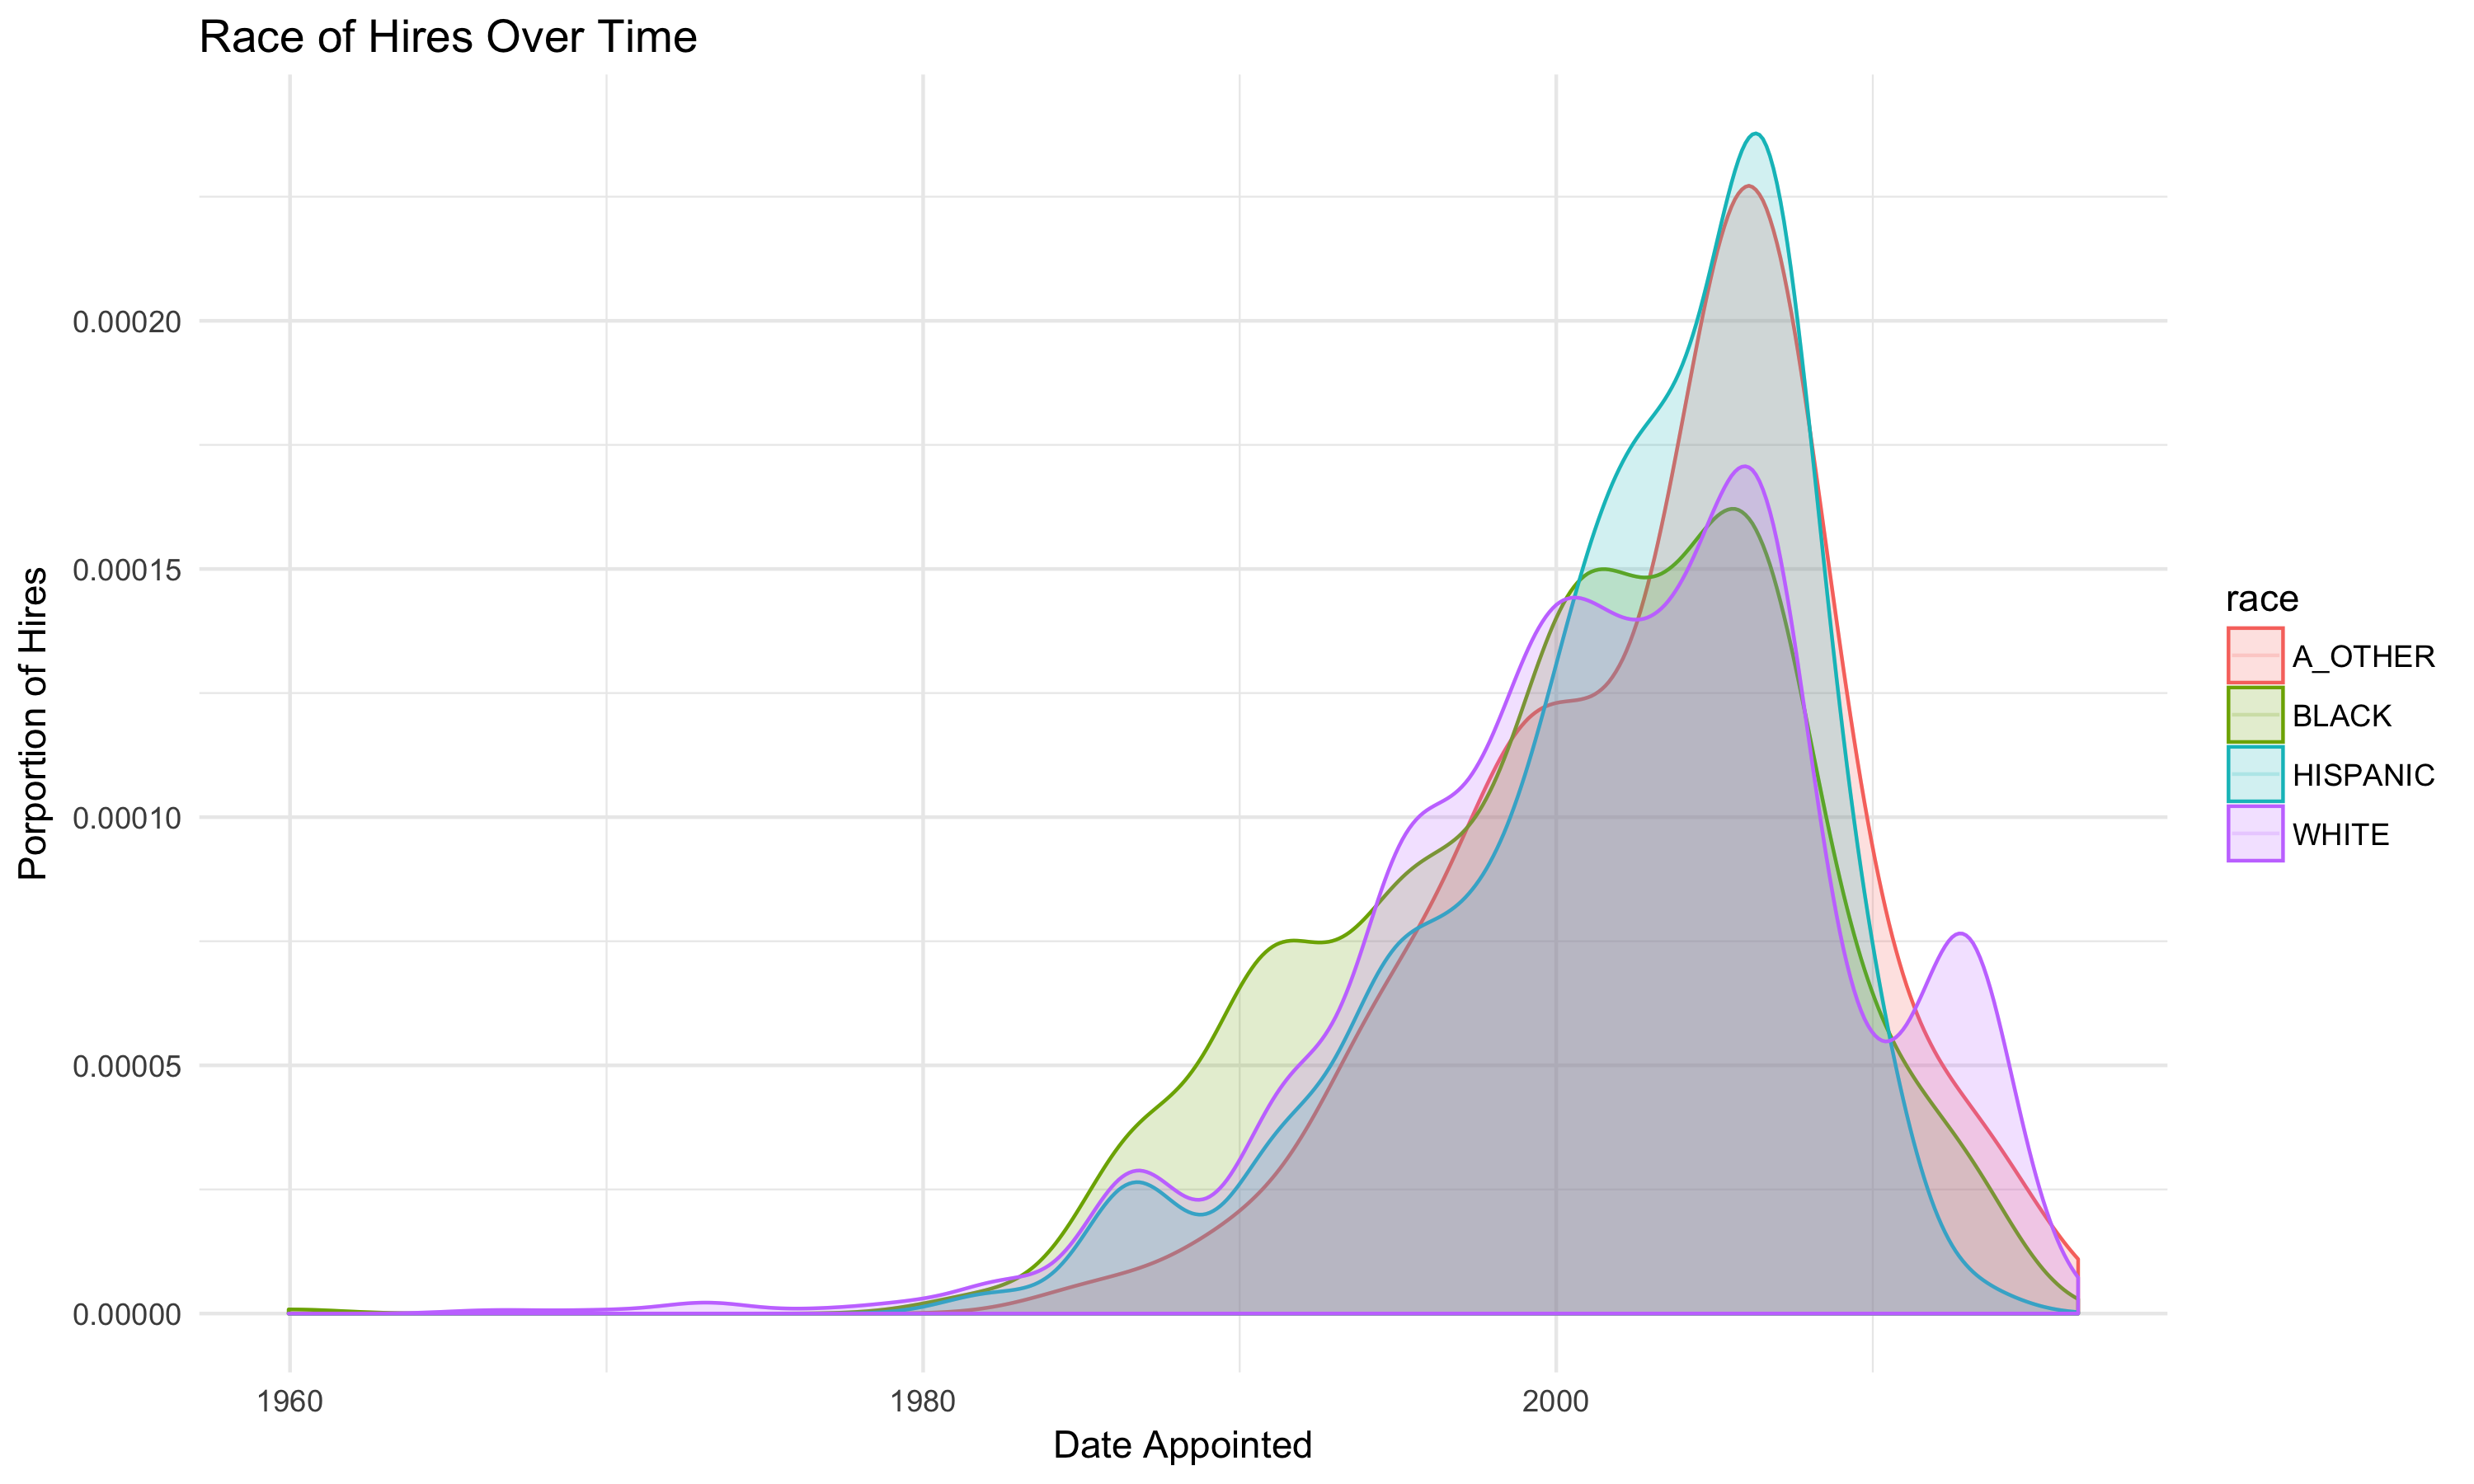 Race of Hires Over Time
Porportion of Hires
0.00020
0.00015
0.00010
0.00005
0.00000
1960
1980
2000
Date Appointed
race
A_OTHER
BLACK
HISPANIC
WHITE